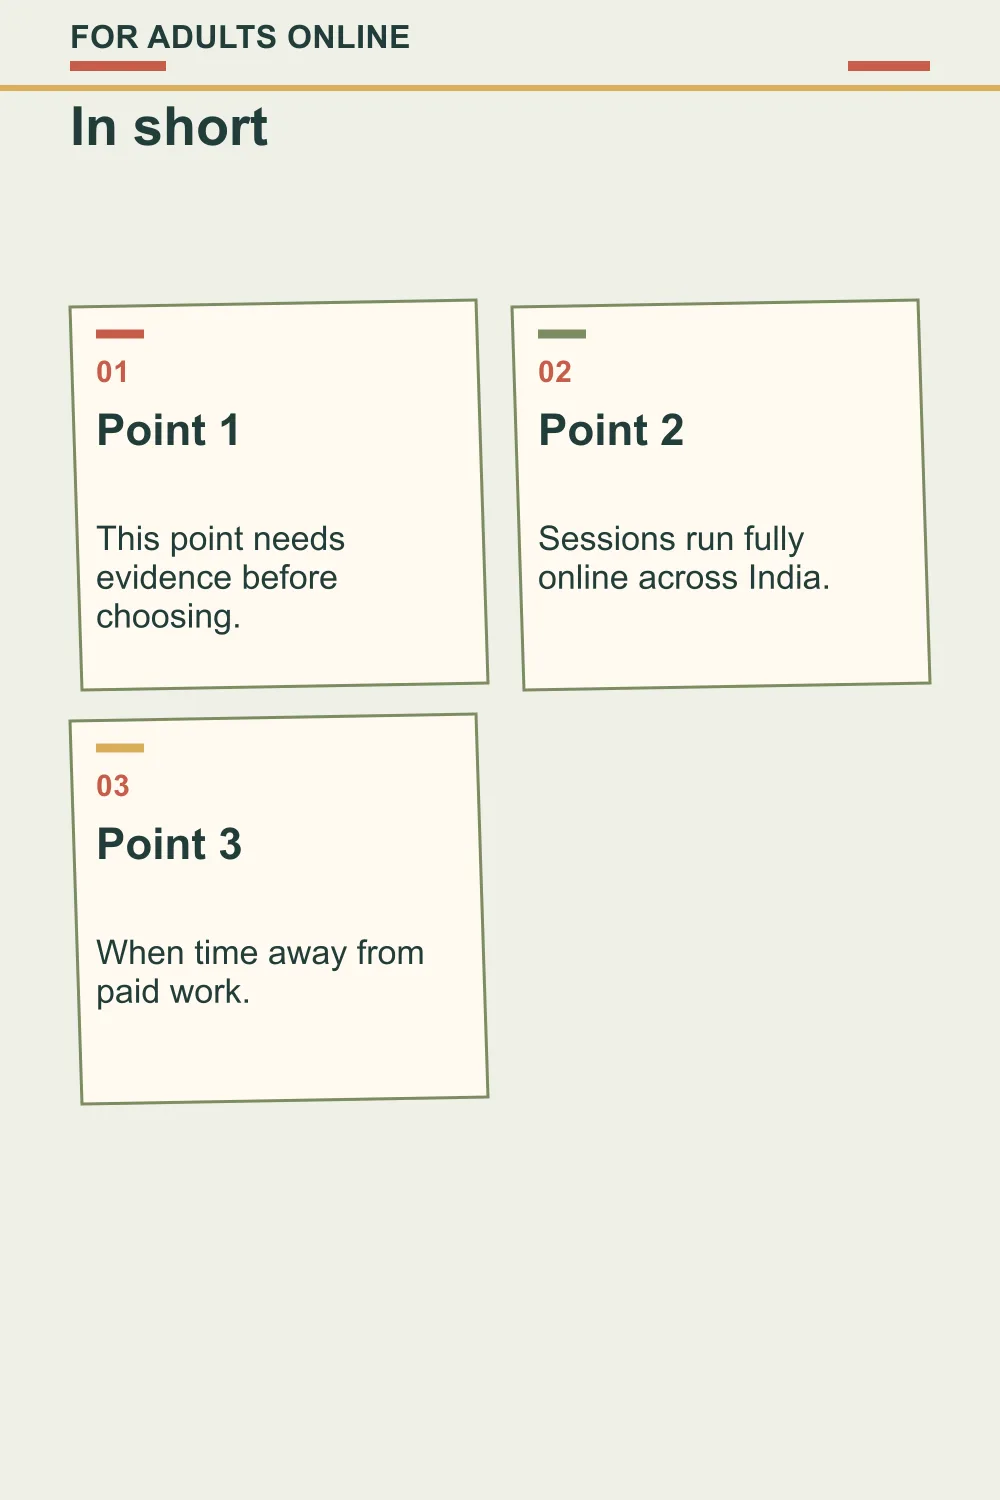 FOR ADULTS ONLINE
In short
01
Point 1
This point needs
evidence before
choosing.
02
Point 2
Sessions run fully
online across India.
03
Point 3
When time away from
paid work.